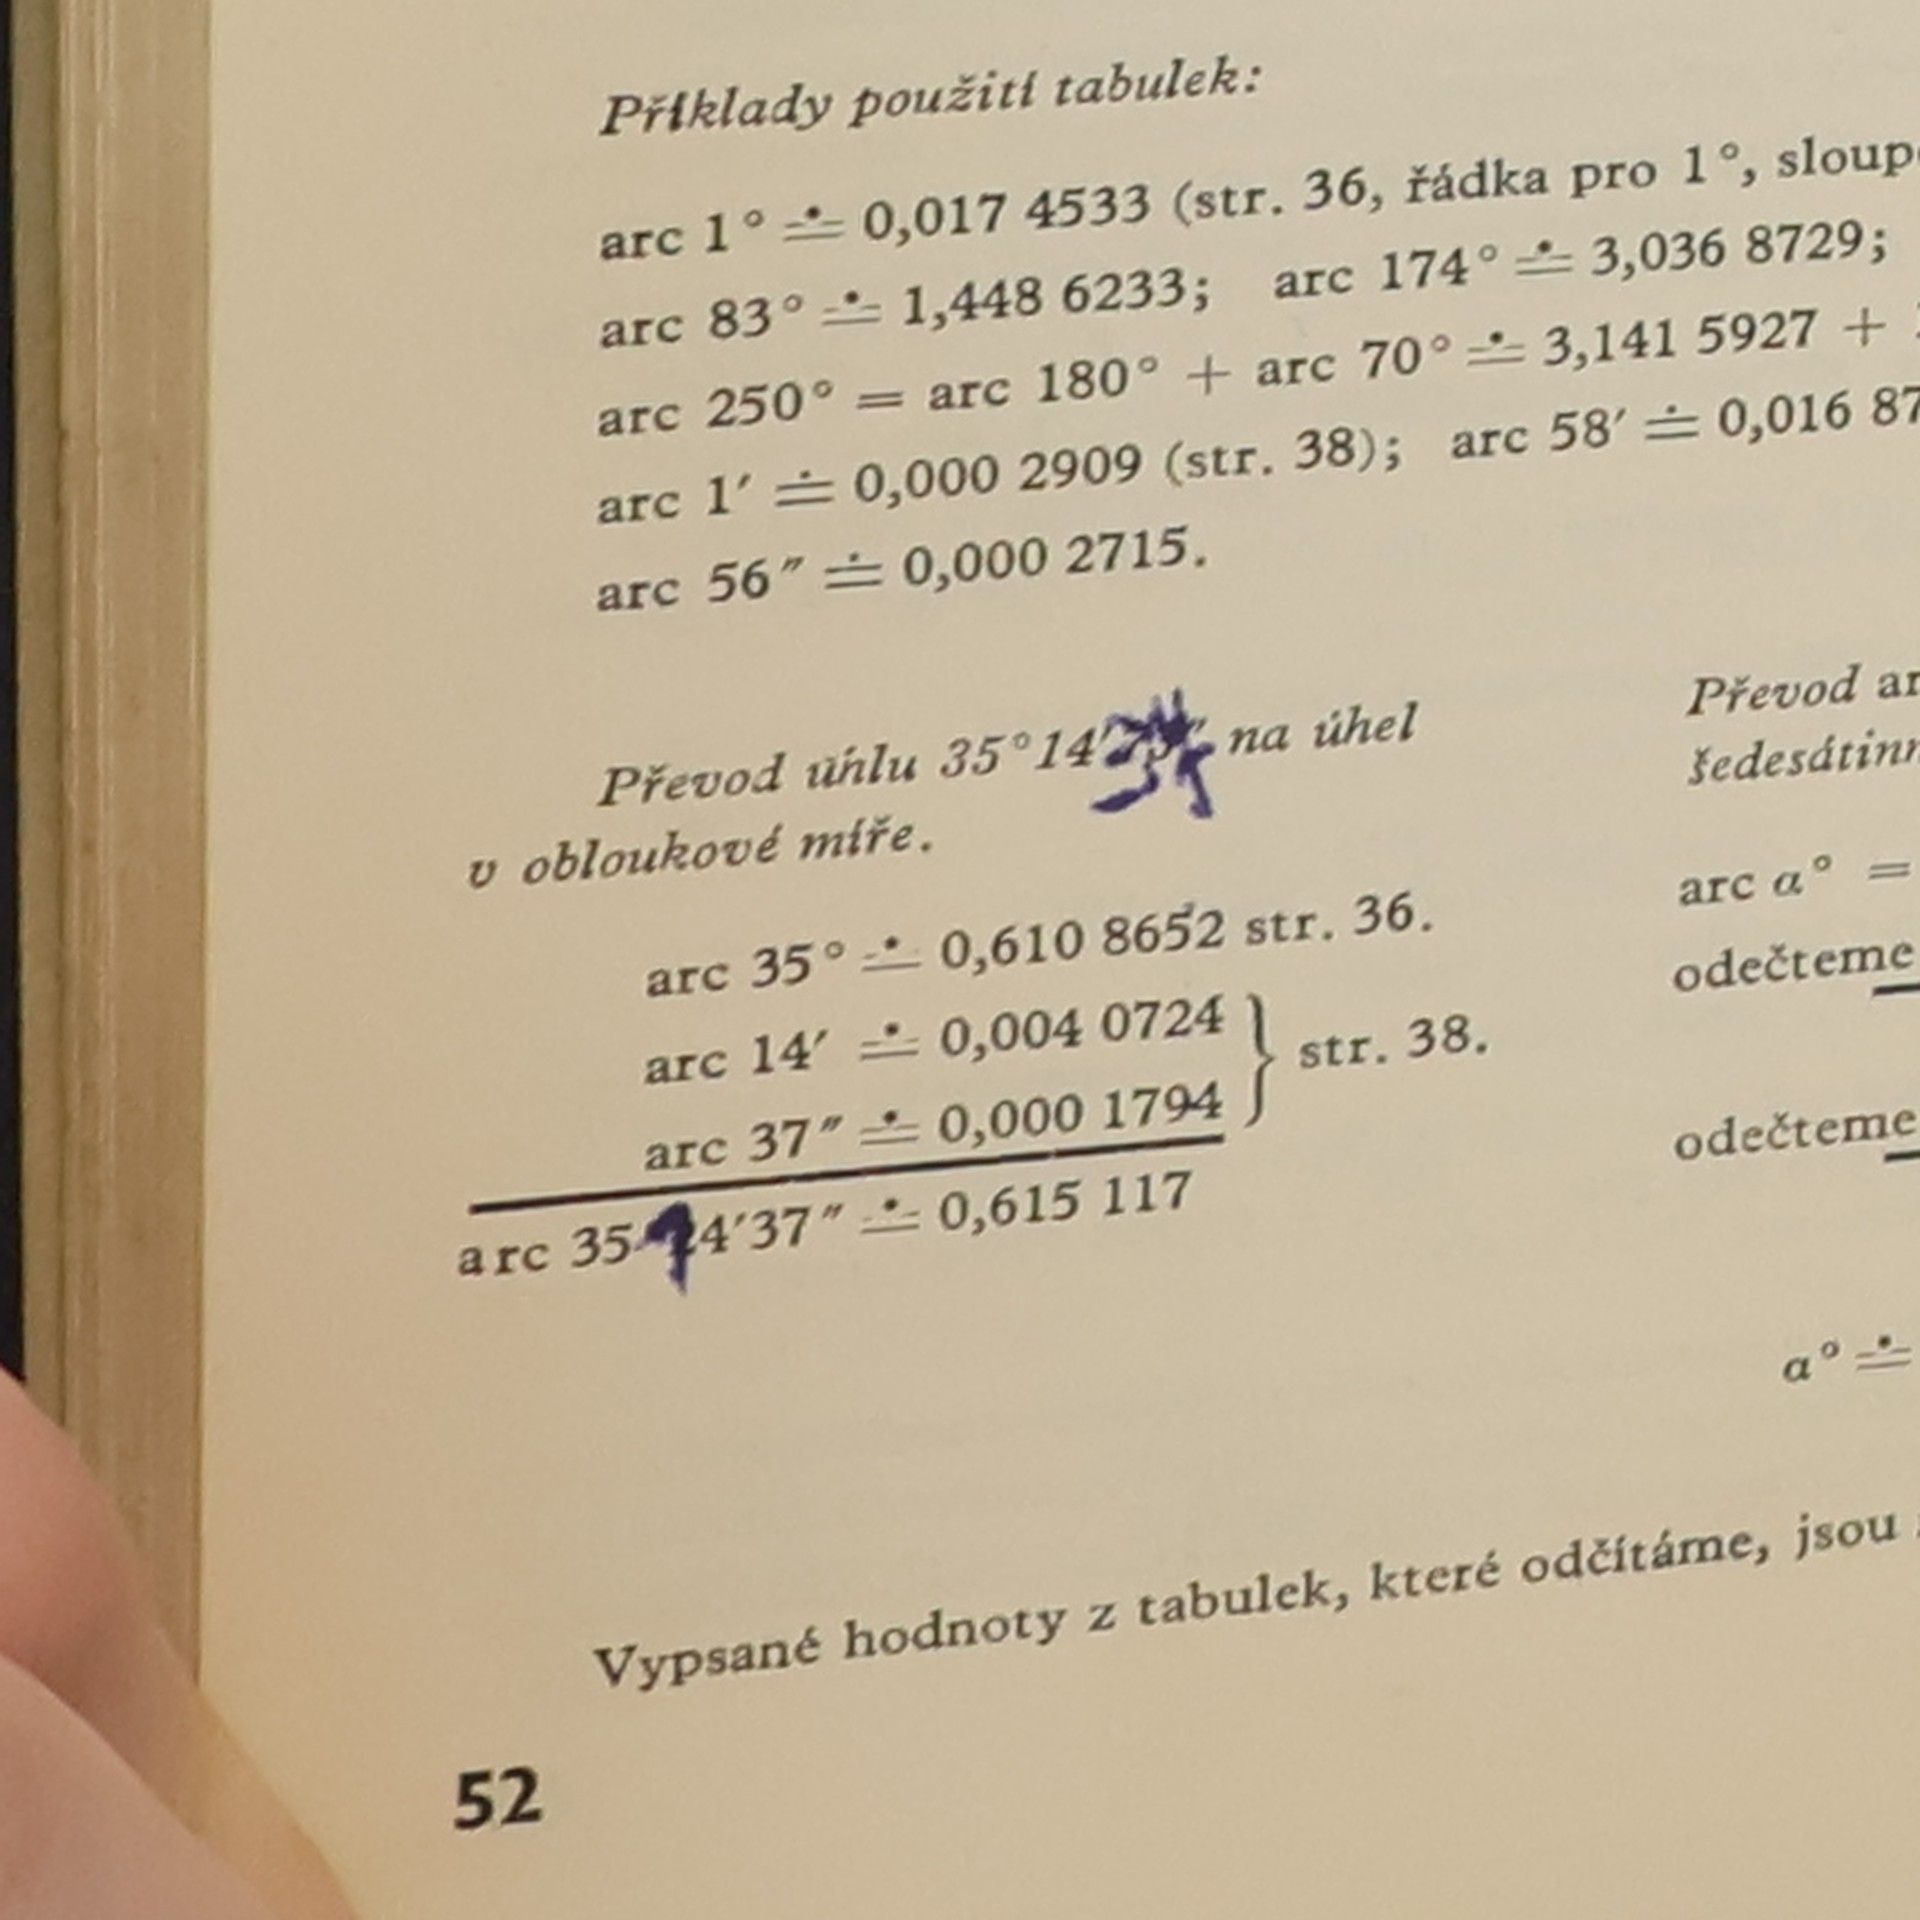 Příklady použití tabulek:
arc 1° ≐ 0,017 4533 (str. 36, řádka pro 1°,
arc 83° ≐ 1,448 6233; arc 174° ≐ 3,036 8729;
arc 250° = arc 180° + arc 70° ≐ 3,141 5927 +
arc 1′ ≐ 0,000 2909 (str. 38); arc 58′ ≐ 0,016 87
arc 56″ ≐ 0,000 2715.
Převod úhlu 35°14′ na úhel
v obloukové míře.
arc 35° ≐ 0,610 8652 str. 36.
arc 14′ ≐ 0,004 0724
arc 37″ ≐ 0,000 1794
str. 38.
arc 35 14′37″ ≐ 0,615 117
Převod
šedesátinn
arc α° =
odečteme
odečteme
α° ≐
Vypsané hodnoty z tabulek, které odčítáme, jsou
52